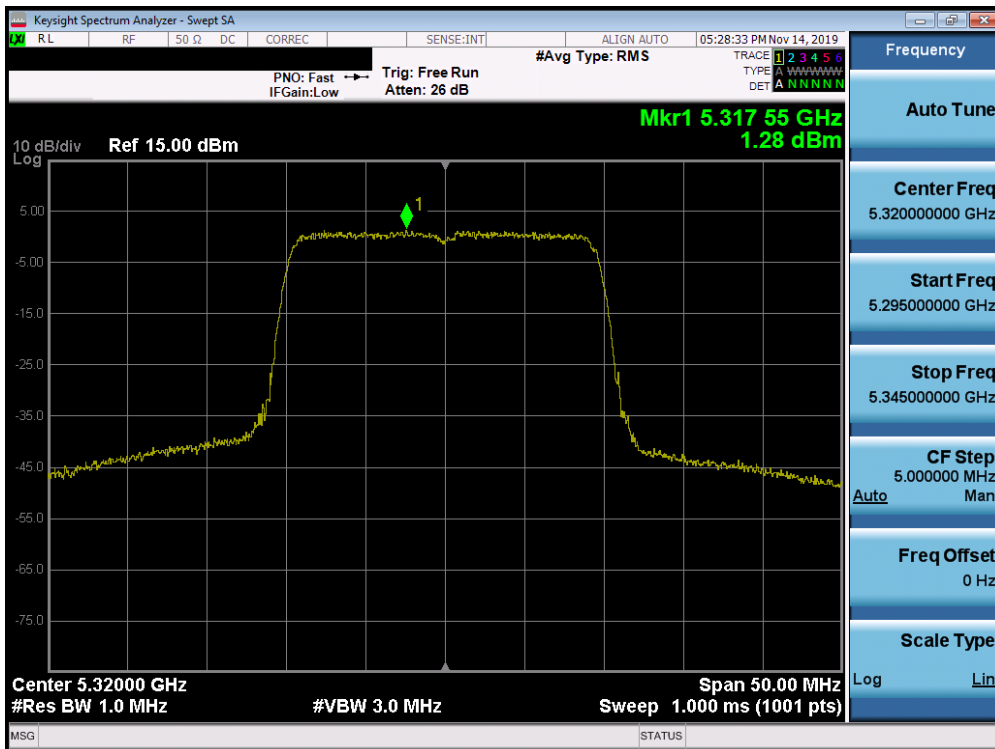 Keysight Spectrum Analyzer - Swept SA
LXI RL RF 50 Ω DC CORREC SENSE:INT ALIGN AUTO 05:28:33 PM Nov 14, 2019
#Avg Type: RMS TRACE 1 2 3 4 5 6
PNO: Fast Trig: Free Run TYPE A WWWWW
IFGain:Low Atten: 26 dB DET A N N N N N
Frequency
Auto Tune
Center Freq
5.320000000 GHz
Start Freq
5.295000000 GHz
Stop Freq
5.345000000 GHz
CF Step
5.000000 MHz
Auto Man
Freq Offset
0 Hz
Scale Type
Log Lin
Mkr1 5.317 55 GHz
1.28 dBm
10 dB/div Ref 15.00 dBm
Log
1
5.00
-5.00
-15.0
-25.0
-35.0
-45.0
-55.0
-65.0
-75.0
Center 5.32000 GHz Span 50.00 MHz
#Res BW 1.0 MHz #VBW 3.0 MHz Sweep 1.000 ms (1001 pts)
MSG STATUS